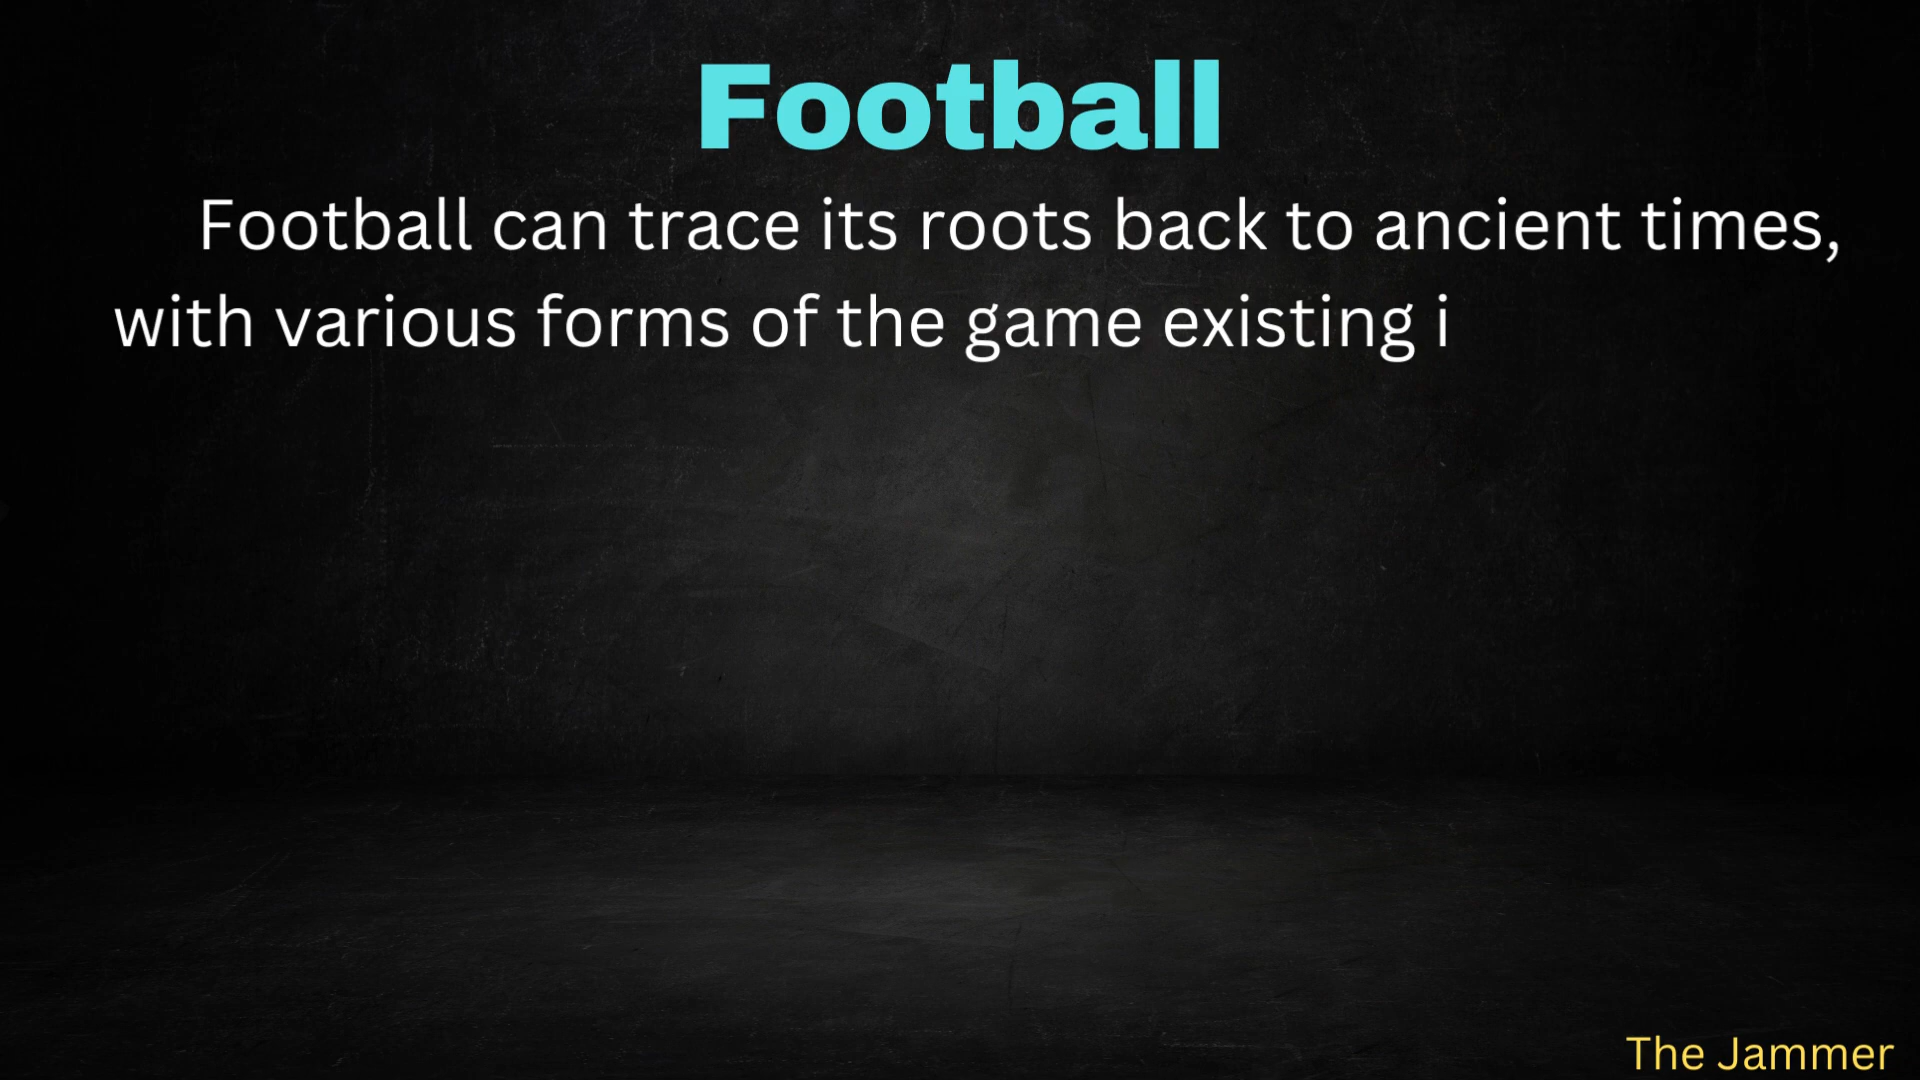 Football
Football can trace its roots back to ancient times,
with various forms of the game existing i
The Jammer